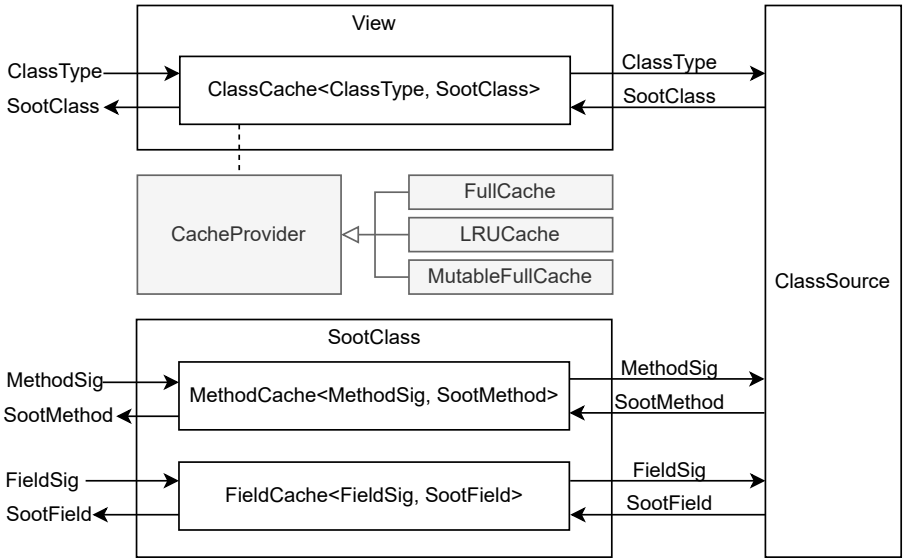 View
ClassType
ClassCache<ClassType, SootClass>
ClassType
SootClass
SootClass
CacheProvider
FullCache
LRUCache
MutableFullCache
ClassSource
SootClass
MethodSig
MethodCache<MethodSig, SootMethod>
MethodSig
SootMethod
SootMethod
FieldSig
FieldCache<FieldSig, SootField>
FieldSig
SootField
SootField